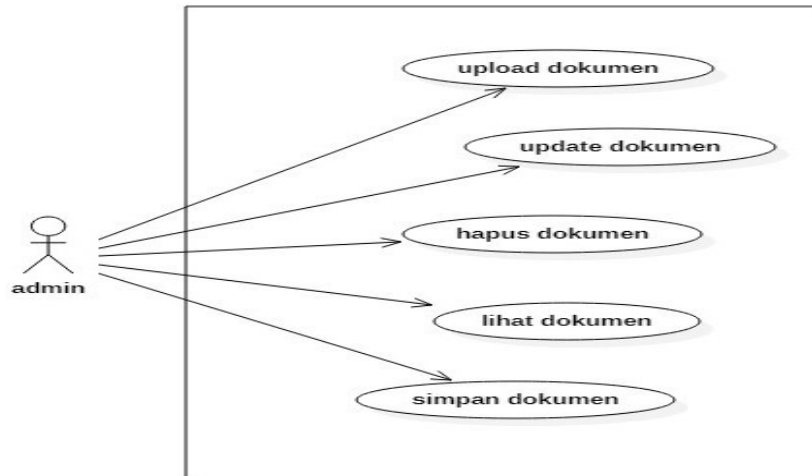 upload dokumen
update dokumen
hapus dokumen
admin
lihat dokumen
simpan dokumen